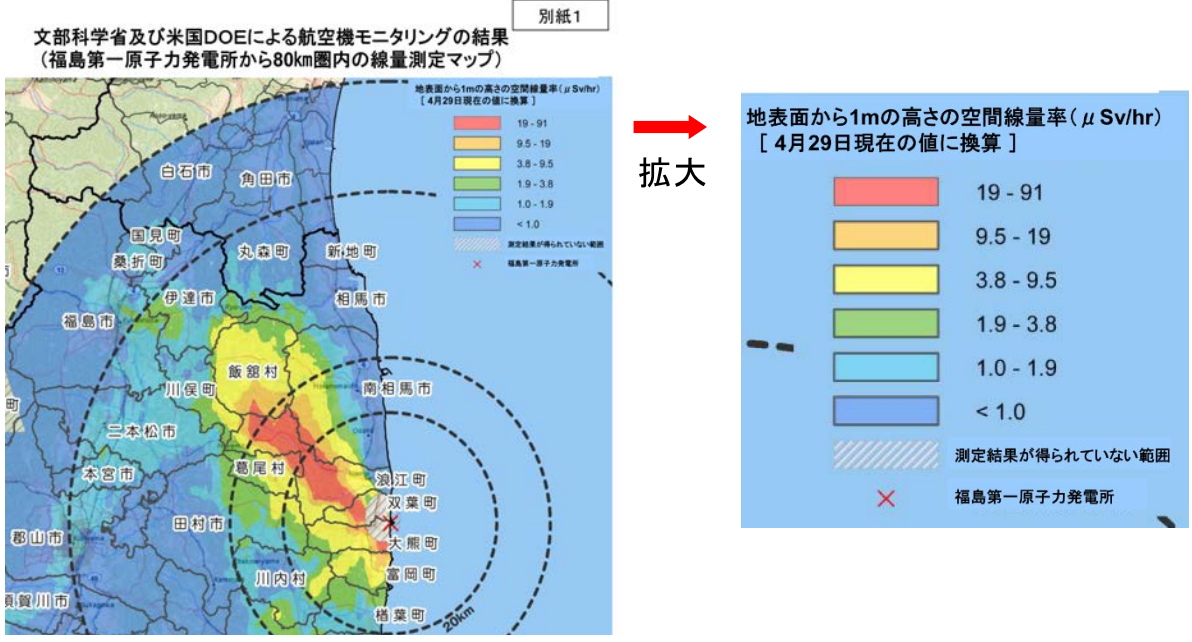 別紙1
文部科学省及び米国DOEによる航空機モニタリングの結果
（福島第一原子力発電所から80km圏内の線量測定マップ）
地表面から1mの高さの空間線量率(μSv/hr)
[ 4月29日現在の値に換算 ]
19 - 91
9.5 - 19
3.8 - 9.5
1.9 - 3.8
1.0 - 1.9
< 1.0
測定結果が得られていない範囲
福島第一原子力発電所
白石市
角田市
国見町
丸森町
新地町
桑折町
伊達市
相馬市
福島市
飯舘村
川俣町
南相馬市
二本松市
葛尾村
本宮市
浪江町
双葉町
田村市
郡山市
大熊町
川内村
富岡町
須賀川市
楢葉町
20km
拡大
地表面から1mの高さの空間線量率(μSv/hr)
[ 4月29日現在の値に換算 ]
19 - 91
9.5 - 19
3.8 - 9.5
1.9 - 3.8
1.0 - 1.9
< 1.0
測定結果が得られていない範囲
福島第一原子力発電所